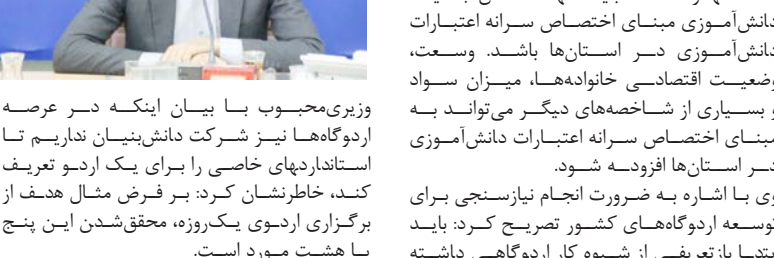 دانش‌آموزی مبنای اختصاص سرانه اعتبارات
دانش‌آموزی در استان‌ها باشد. وسعت،
وضعیت اقتصادی خانواده‌ها، میزان سواد
و بسیاری از شاخصه‌های دیگر می‌تواند به
مبنای اختصاص سرانه اعتبارات دانش‌آموزی
در استان‌ها افزوده شود.
وی با اشاره به ضرورت انجام نیازسنجی برای
توسعه اردوگاه‌های کشور تصریح کرد: باید
ابتدا بازتعریفی از شیوه کار اردوگاهی داشته
وزیری‌محبوب با بیان اینکه در عرصه
اردوگاه‌ها نیز شرکت دانش‌بنیان نداریم تا
استانداردهای خاصی را برای یک اردو تعریف
کند، خاطرنشان کرد: بر فرض مثال هدف از
برگزاری اردوی یک‌روزه، محقق‌شدن این پنج
یا هشت مورد است.